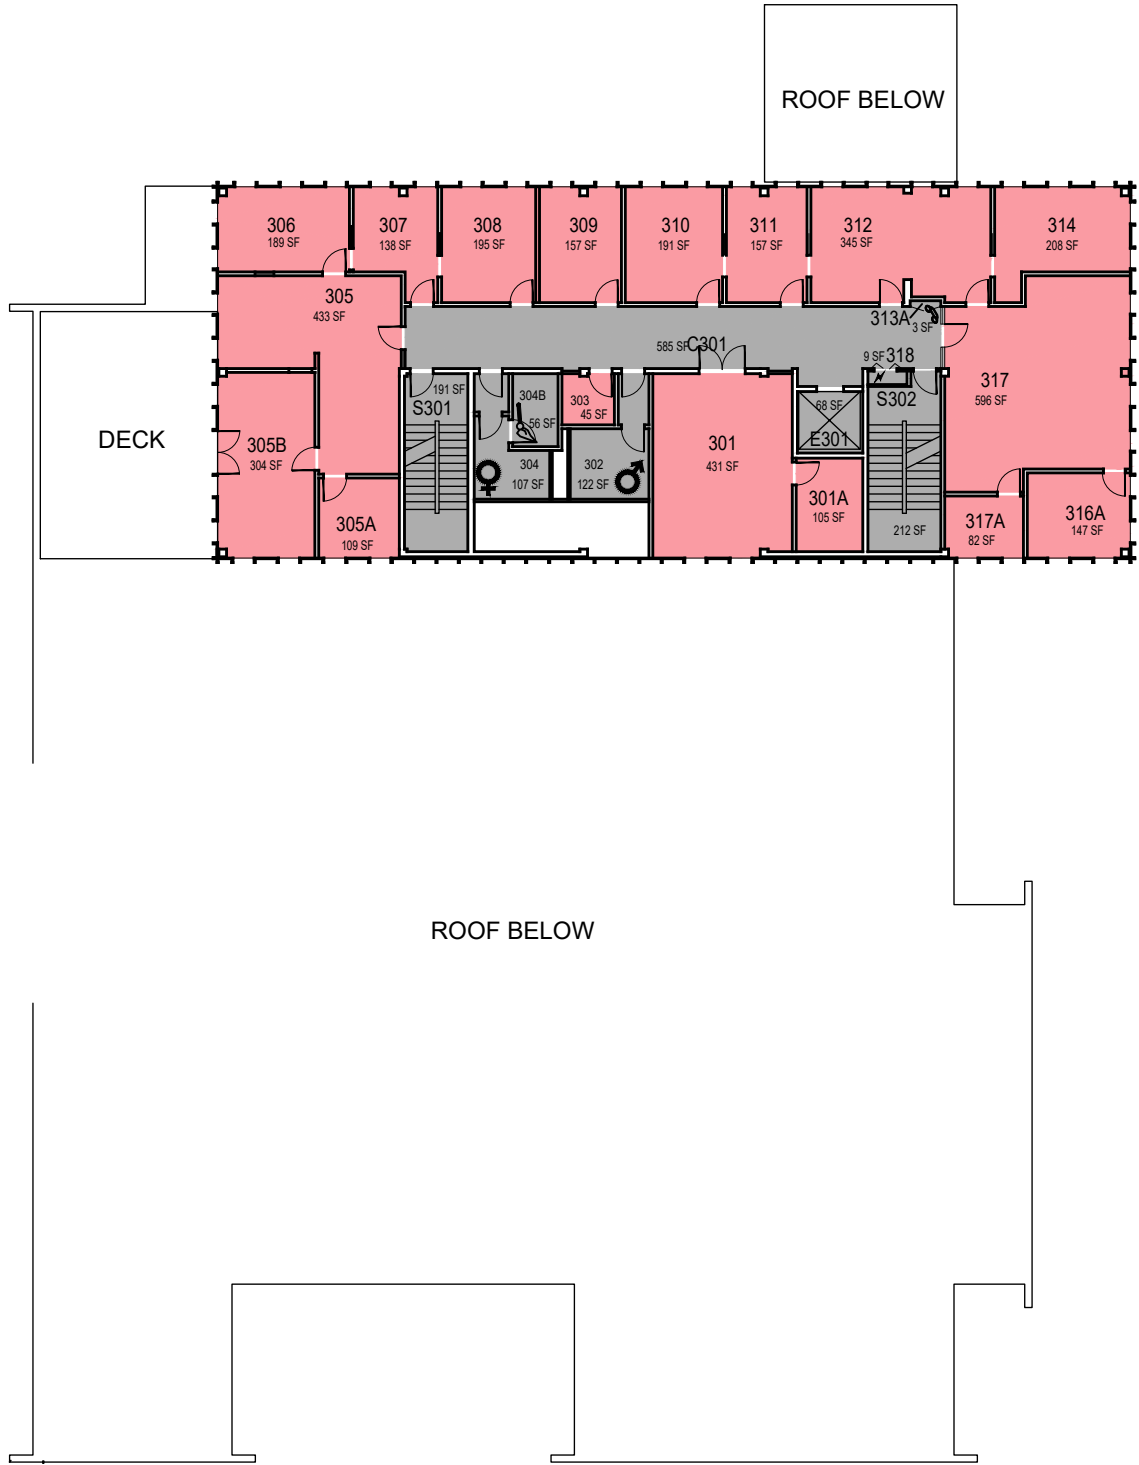 ROOF BELOW
306
189 SF
307
138 SF
308
195 SF
309
157 SF
310
191 SF
311
157 SF
312
345 SF
314
208 SF
305
433 SF
313A
3 SF
585 SF
C301
9 SF
318
317
596 SF
DECK
305B
304 SF
191 SF
S301
304B
56 SF
303
45 SF
301
431 SF
68 SF
E301
S302
304
107 SF
302
122 SF
305A
109 SF
301A
105 SF
212 SF
317A
82 SF
316A
147 SF
ROOF BELOW